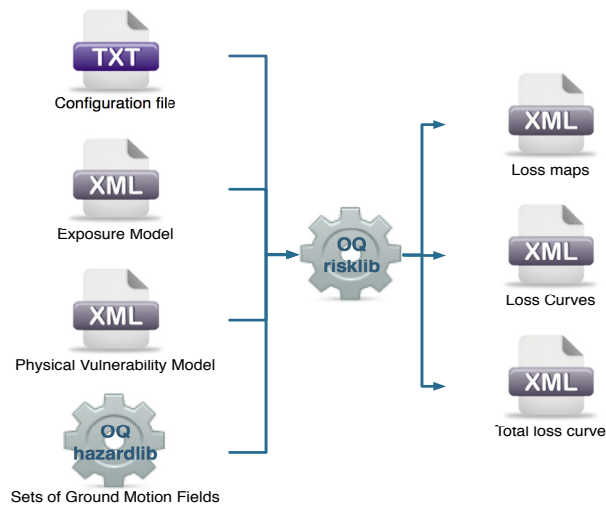 TXT
Configuration file
XML
Exposure Model
XML
Physical Vulnerability Model
OQ
hazardlib
Sets of Ground Motion Fields
OQ
risklib
XML
Loss maps
XML
Loss Curves
XML
Total loss curve